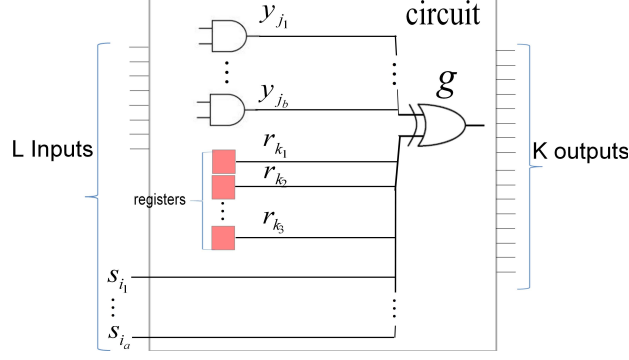 circuit
y_{j_1}
⋮
y_{j_b}
g
L Inputs
K outputs
r_{k_1}
r_{k_2}
registers
⋮
r_{k_3}
s_{i_1}
⋮
s_{i_a}